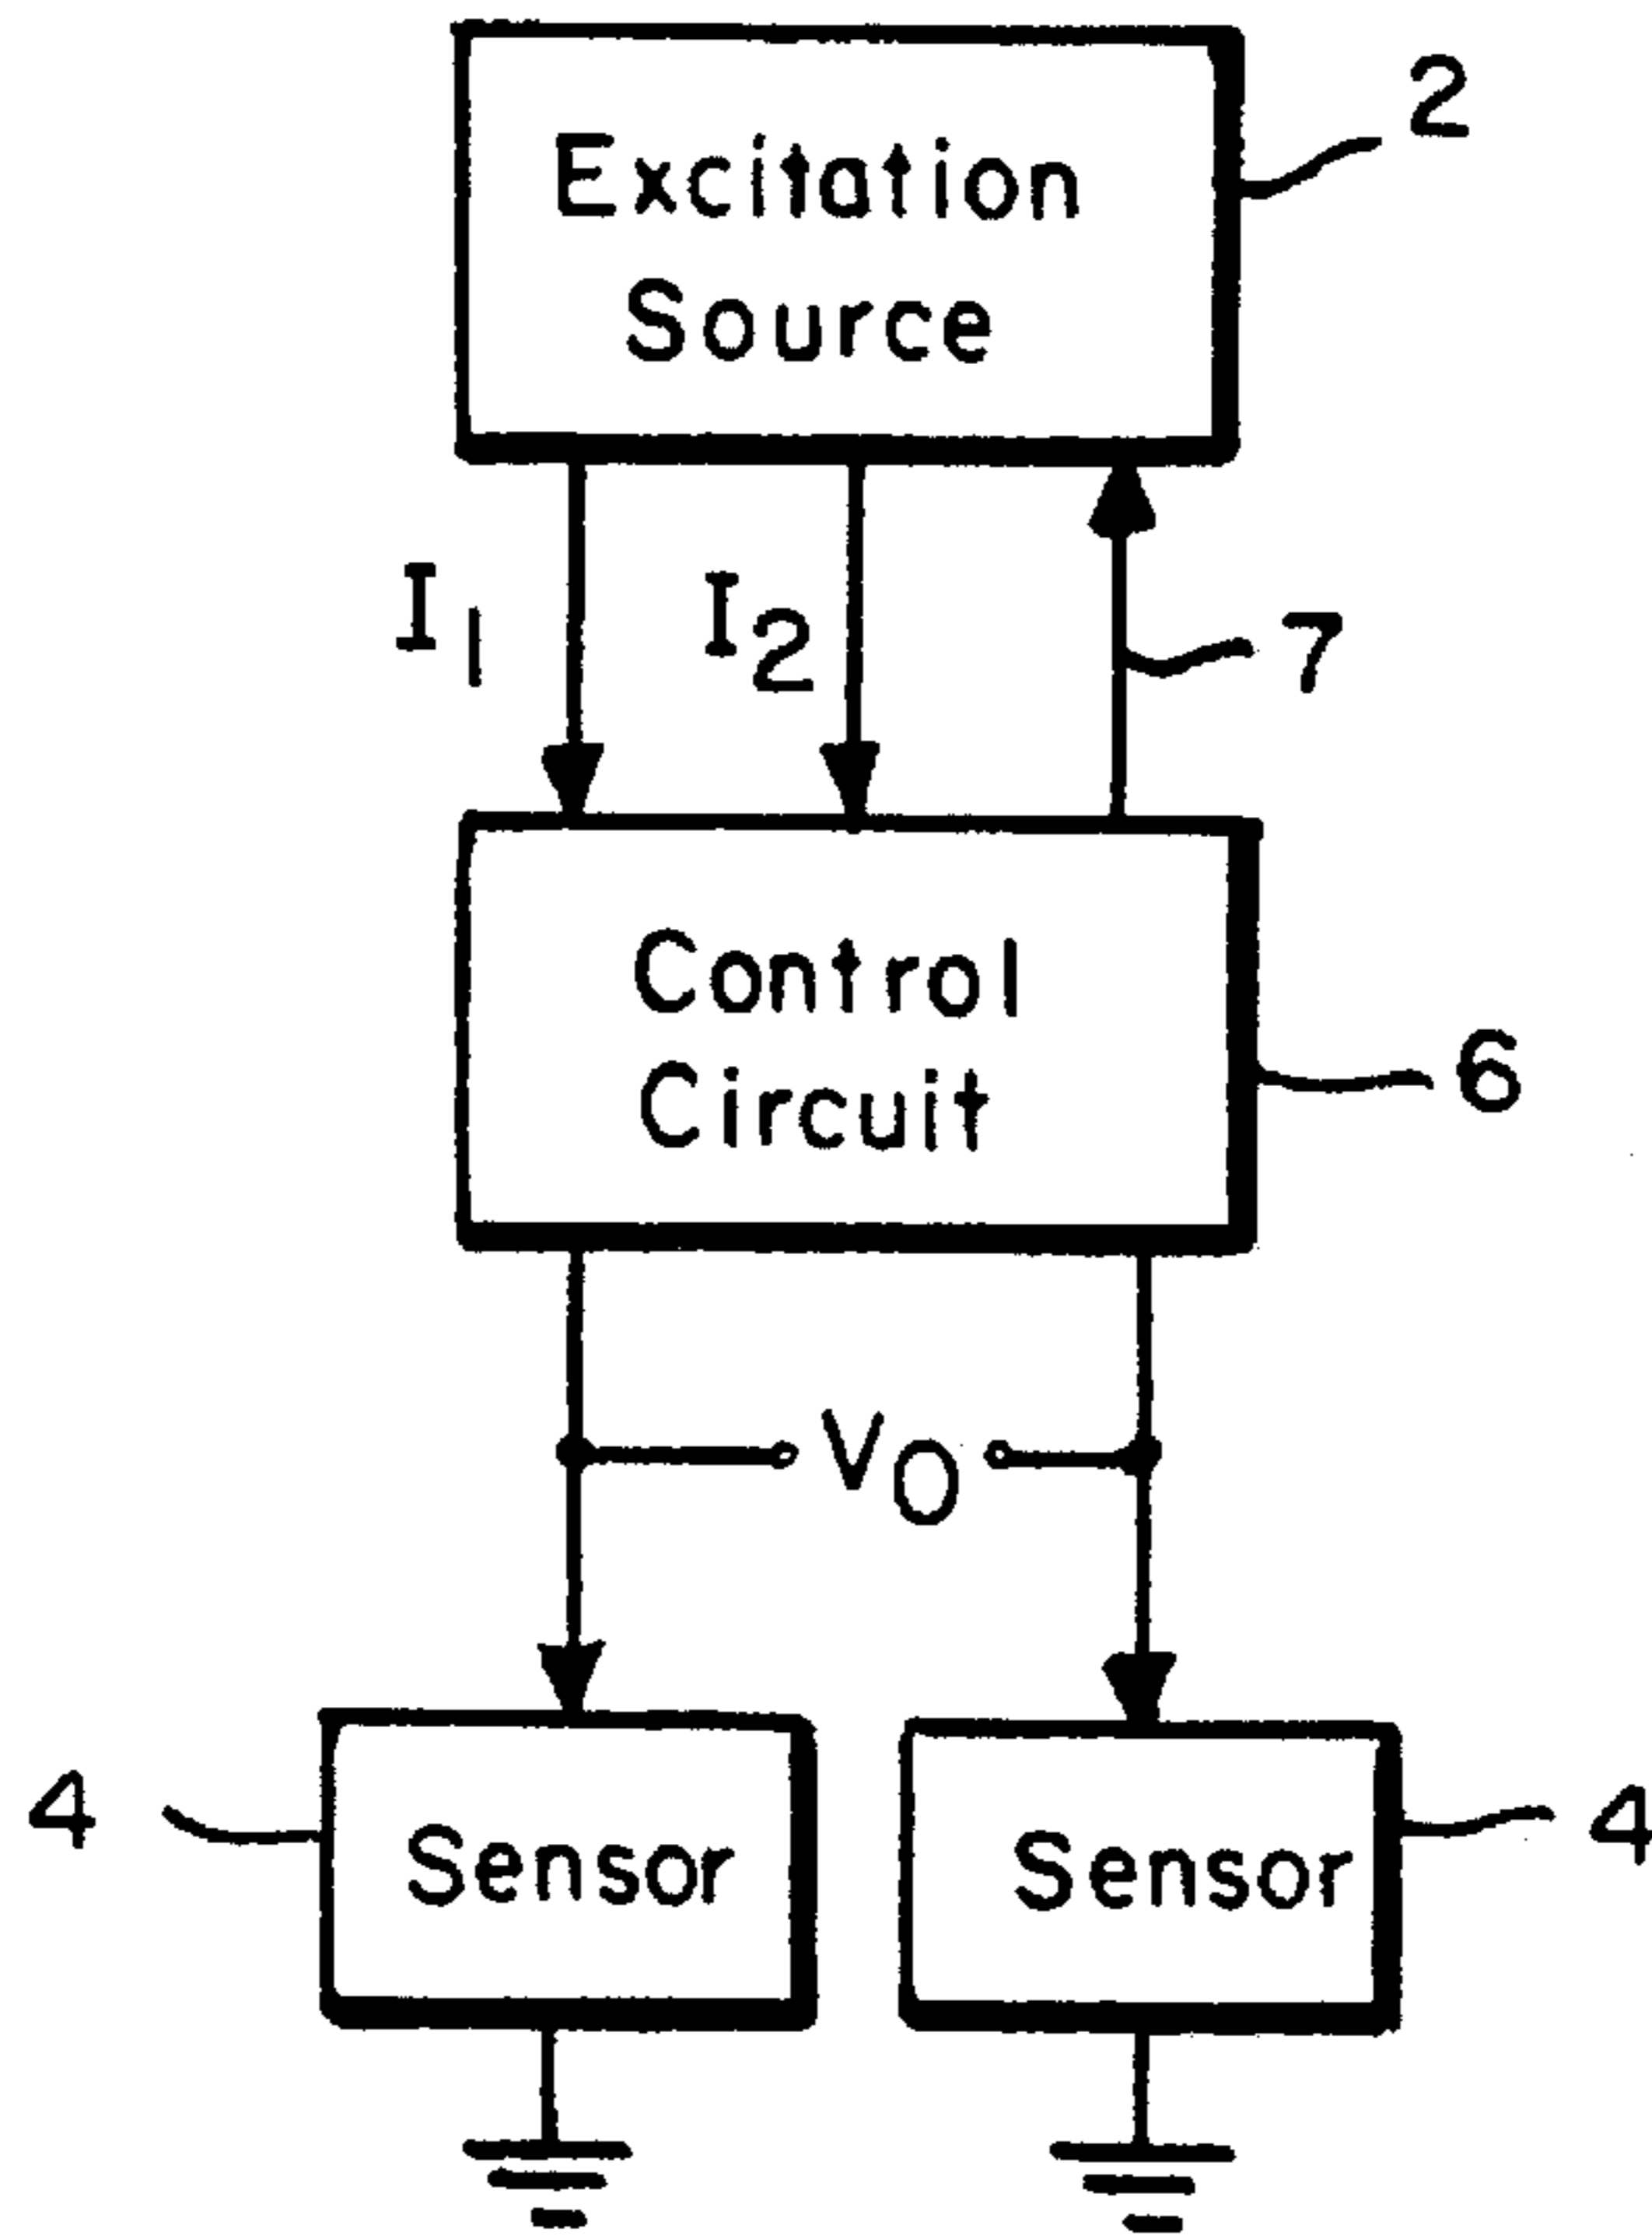 Excitation
Source
2
I1
I2
7
Control
Circuit
6
VO
4
Sensor
Sensor
4